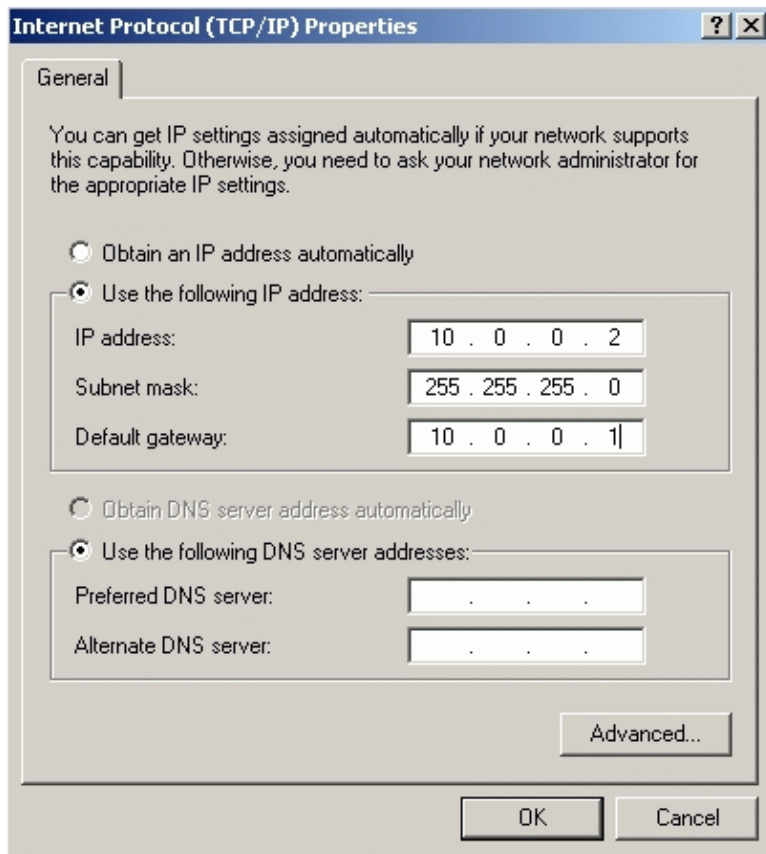 Internet Protocol (TCP/IP) Properties
General
You can get IP settings assigned automatically if your network supports
this capability. Otherwise, you need to ask your network administrator for
the appropriate IP settings.
Obtain an IP address automatically
Use the following IP address:
IP address: 10 . 0 . 0 . 2
Subnet mask: 255 . 255 . 255 . 0
Default gateway: 10 . 0 . 0 . 1
Obtain DNS server address automatically
Use the following DNS server addresses:
Preferred DNS server: . . .
Alternate DNS server: . . .
Advanced...
OK Cancel